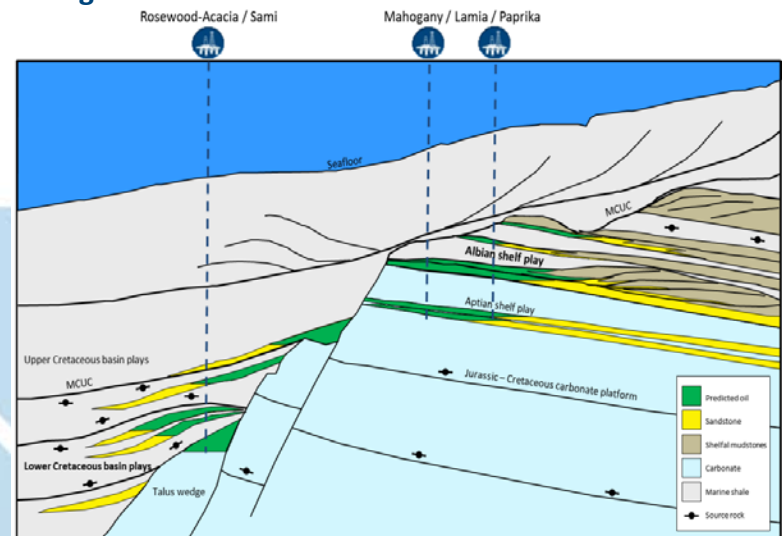 Rosewood-Acacia / Sami
Mahogany / Lamia / Paprika
Seafloor
MCUC
Albian shelf play
Aptian shelf play
Upper Cretaceous basin plays
MCUC
Jurassic – Cretaceous carbonate platform
Lower Cretaceous basin plays
Talus wedge
Predicted oil
Sandstone
Shelfal mudstones
Carbonate
Marine shale
Source rock